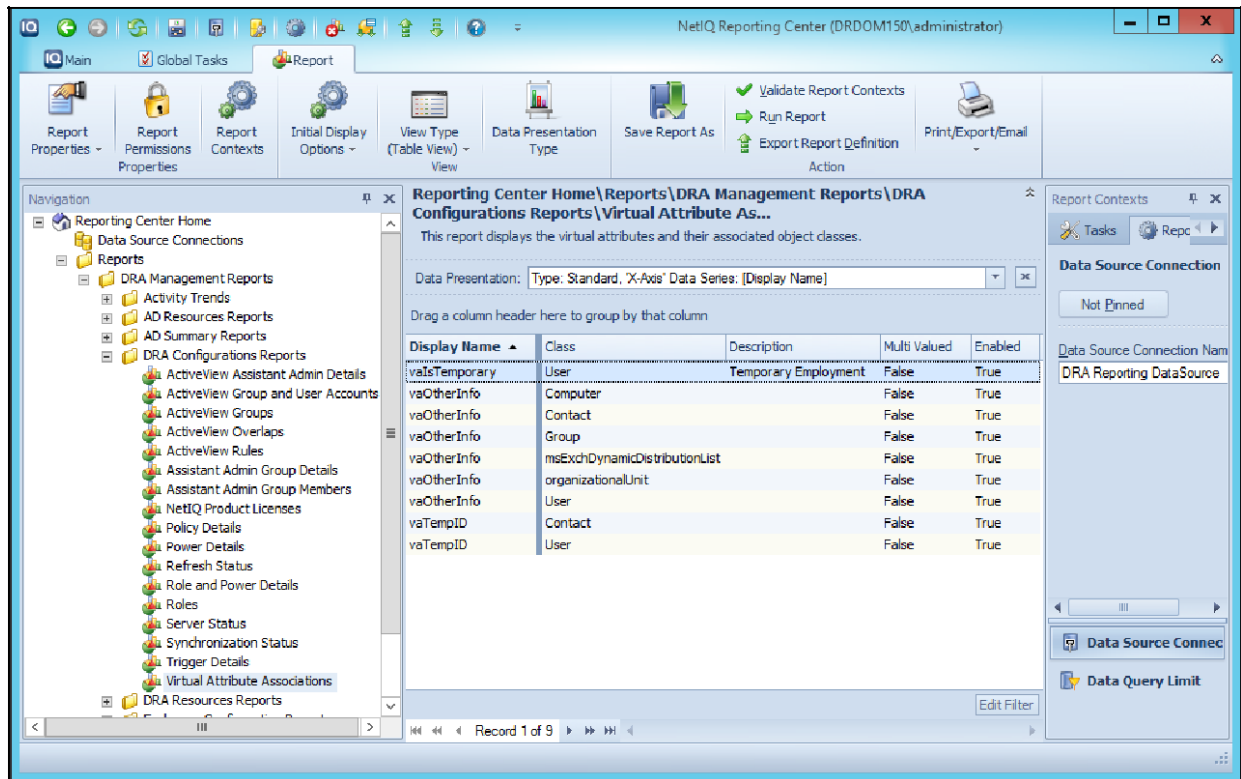 NetIQ Reporting Center (DRDOM150\administrator)
Main
Global Tasks
Report
Report Properties
Report Permissions
Report Contexts
Initial Display Options
Properties
View Type (Table View)
Data Presentation Type
View
Save Report As
Validate Report Contexts
Run Report
Export Report Definition
Print/Export/Email
Action
Navigation
Reporting Center Home
Data Source Connections
Reports
DRA Management Reports
Activity Trends
AD Resources Reports
AD Summary Reports
DRA Configurations Reports
ActiveView Assistant Admin Details
ActiveView Group and User Accounts
ActiveView Groups
ActiveView Overlaps
ActiveView Rules
Assistant Admin Group Details
Assistant Admin Group Members
NetIQ Product Licenses
Policy Details
Power Details
Refresh Status
Role and Power Details
Roles
Server Status
Synchronization Status
Trigger Details
Virtual Attribute Associations
DRA Resources Reports
Reporting Center Home\Reports\DRA Management Reports\DRA
Configurations Reports\Virtual Attribute As...
This report displays the virtual attributes and their associated object classes.
Data Presentation: Type: Standard, 'X-Axis' Data Series: [Display Name]
Drag a column header here to group by that column
Display Name Class Description Multi Valued Enabled
vaIsTemporary User Temporary Employment False True
vaOtherInfo Computer False True
vaOtherInfo Contact False True
vaOtherInfo Group False True
vaOtherInfo msExchDynamicDistributionList False True
vaOtherInfo organizationalUnit False True
vaOtherInfo User False True
vaTempID Contact False True
vaTempID User False True
Edit Filter
Record 1 of 9
Report Contexts
Tasks
Repc
Data Source Connection
Not Pinned
Data Source Connection Nam
DRA Reporting DataSource
Data Source Connec
Data Query Limit